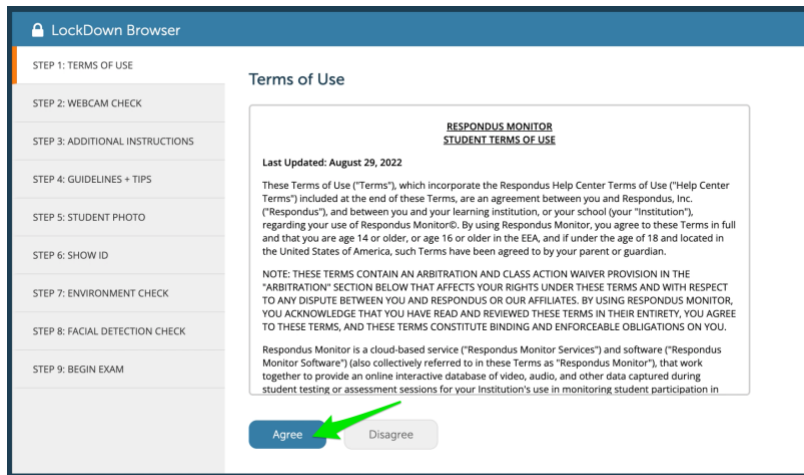 LockDown Browser
STEP 1: TERMS OF USE
STEP 2: WEBCAM CHECK
STEP 3: ADDITIONAL INSTRUCTIONS
STEP 4: GUIDELINES + TIPS
STEP 5: STUDENT PHOTO
STEP 6: SHOW ID
STEP 7: ENVIRONMENT CHECK
STEP 8: FACIAL DETECTION CHECK
STEP 9: BEGIN EXAM
Terms of Use
RESPONDUS MONITOR
STUDENT TERMS OF USE
Last Updated: August 29, 2022
These Terms of Use ("Terms"), which incorporate the Respondus Help Center Terms of Use ("Help Center
Terms") included at the end of these Terms, are an agreement between you and Respondus, Inc.
("Respondus"), and between you and your learning institution, or your school (your "Institution"),
regarding your use of Respondus Monitor©. By using Respondus Monitor, you agree to these Terms in full
and that you are age 14 or older, or age 16 or older in the EEA, and if under the age of 18 and located in
the United States of America, such Terms have been agreed to by your parent or guardian.
NOTE: THESE TERMS CONTAIN AN ARBITRATION AND CLASS ACTION WAIVER PROVISION IN THE
"ARBITRATION" SECTION BELOW THAT AFFECTS YOUR RIGHTS UNDER THESE TERMS AND WITH RESPECT
TO ANY DISPUTE BETWEEN YOU AND RESPONDUS OR OUR AFFILIATES. BY USING RESPONDUS MONITOR,
YOU ACKNOWLEDGE THAT YOU HAVE READ AND REVIEWED THESE TERMS IN THEIR ENTIRETY, YOU AGREE
TO THESE TERMS, AND THESE TERMS CONSTITUTE BINDING AND ENFORCEABLE OBLIGATIONS ON YOU.
Respondus Monitor is a cloud-based service ("Respondus Monitor Services") and software ("Respondus
Monitor Software") (also collectively referred to in these Terms as "Respondus Monitor"), that work
together to provide an online interactive database of video, audio, and other data captured during
student testing or assessment sessions for your Institution's use in monitoring student participation in
Agree
Disagree